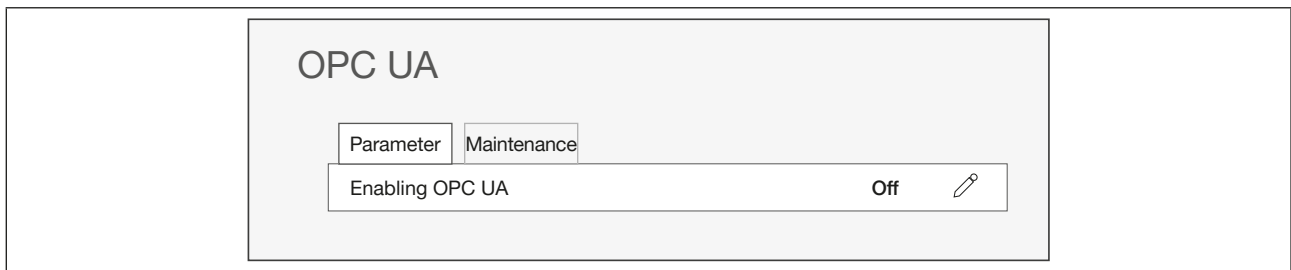 OPC UA
Parameter Maintenance
Enabling OPC UA Off